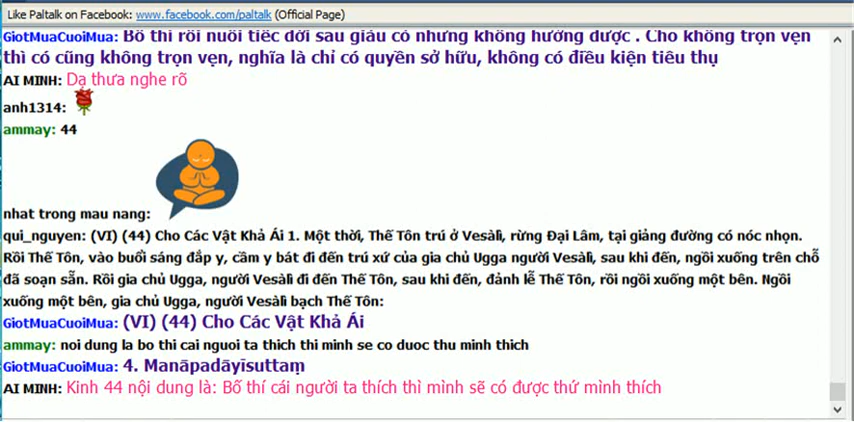 Like Paltalk on Facebook: www.facebook.com/paltalk (Official Page)
GiotMuaCuoiMua: Bố thí rồi nuối tiếc đời sau giàu có nhưng không hưởng được . Cho không trọn vẹn
thì có cũng không trọn vẹn, nghĩa là chỉ có quyền sở hữu, không có điều kiện tiêu thụ
AI MINH: Dạ thưa nghe rõ
anh1314:
ammay: 44
nhat trong mau nang:
qui_nguyen: (VI) (44) Cho Các Vật Khả Ái 1. Một thời, Thế Tôn trú ở Vesàlì, rừng Đại Lâm, tại giảng đường có nóc nhọn.
Rồi Thế Tôn, vào buổi sáng đắp y, cầm y bát đi đến trú xứ của gia chủ Ugga người Vesàlì, sau khi đến, ngồi xuống trên chỗ
đã soạn sẵn. Rồi gia chủ Ugga, người Vesàlì đi đến Thế Tôn, sau khi đến, đảnh lễ Thế Tôn, rồi ngồi xuống một bên. Ngồi
xuống một bên, gia chủ Ugga, người Vesàlì bạch Thế Tôn:
GiotMuaCuoiMua: (VI) (44) Cho Các Vật Khả Ái
ammay: noi dung la bo thi cai nguoi ta thich thi minh se co duoc thu minh thich
GiotMuaCuoiMua: 4. Manāpadāyīsuttaṃ
AI MINH: Kinh 44 nội dung là: Bố thí cái người ta thích thì mình sẽ có được thứ mình thích